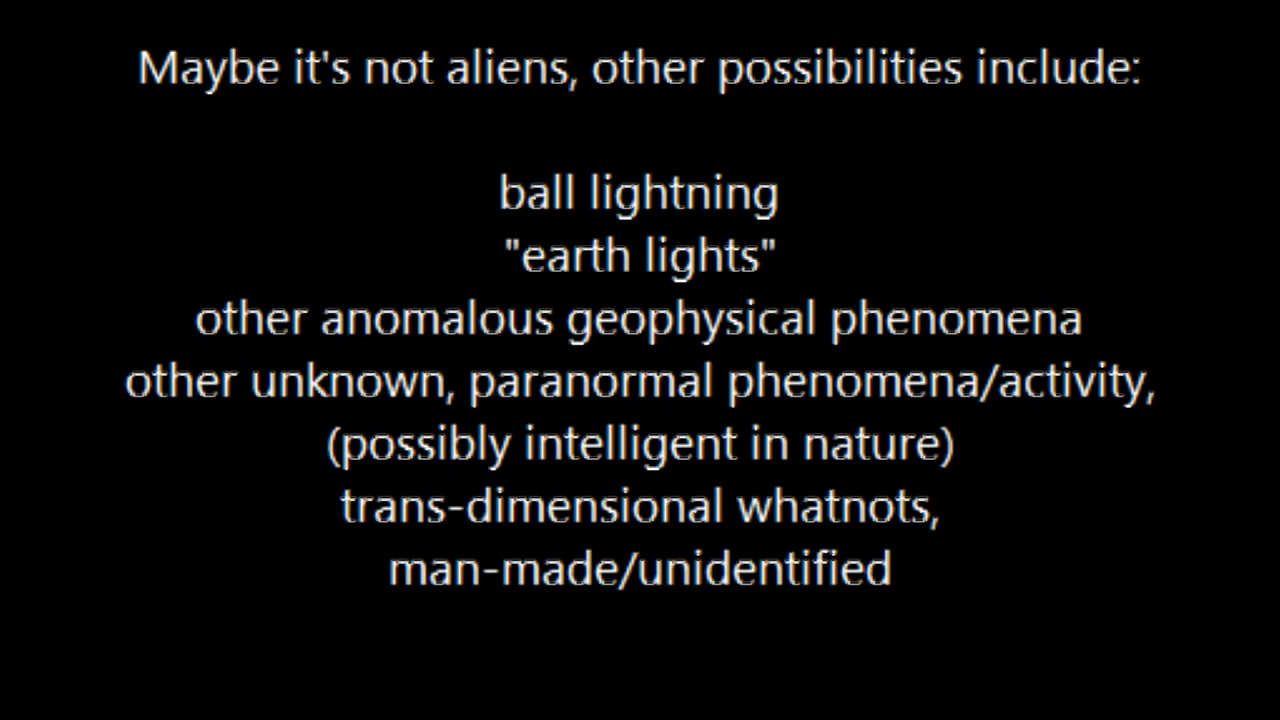 Maybe it's not aliens, other possibilities include:
ball lightning
"earth lights"
other anomalous geophysical phenomena
other unknown, paranormal phenomena/activity,
(possibly intelligent in nature)
trans-dimensional whatnots,
man-made/unidentified